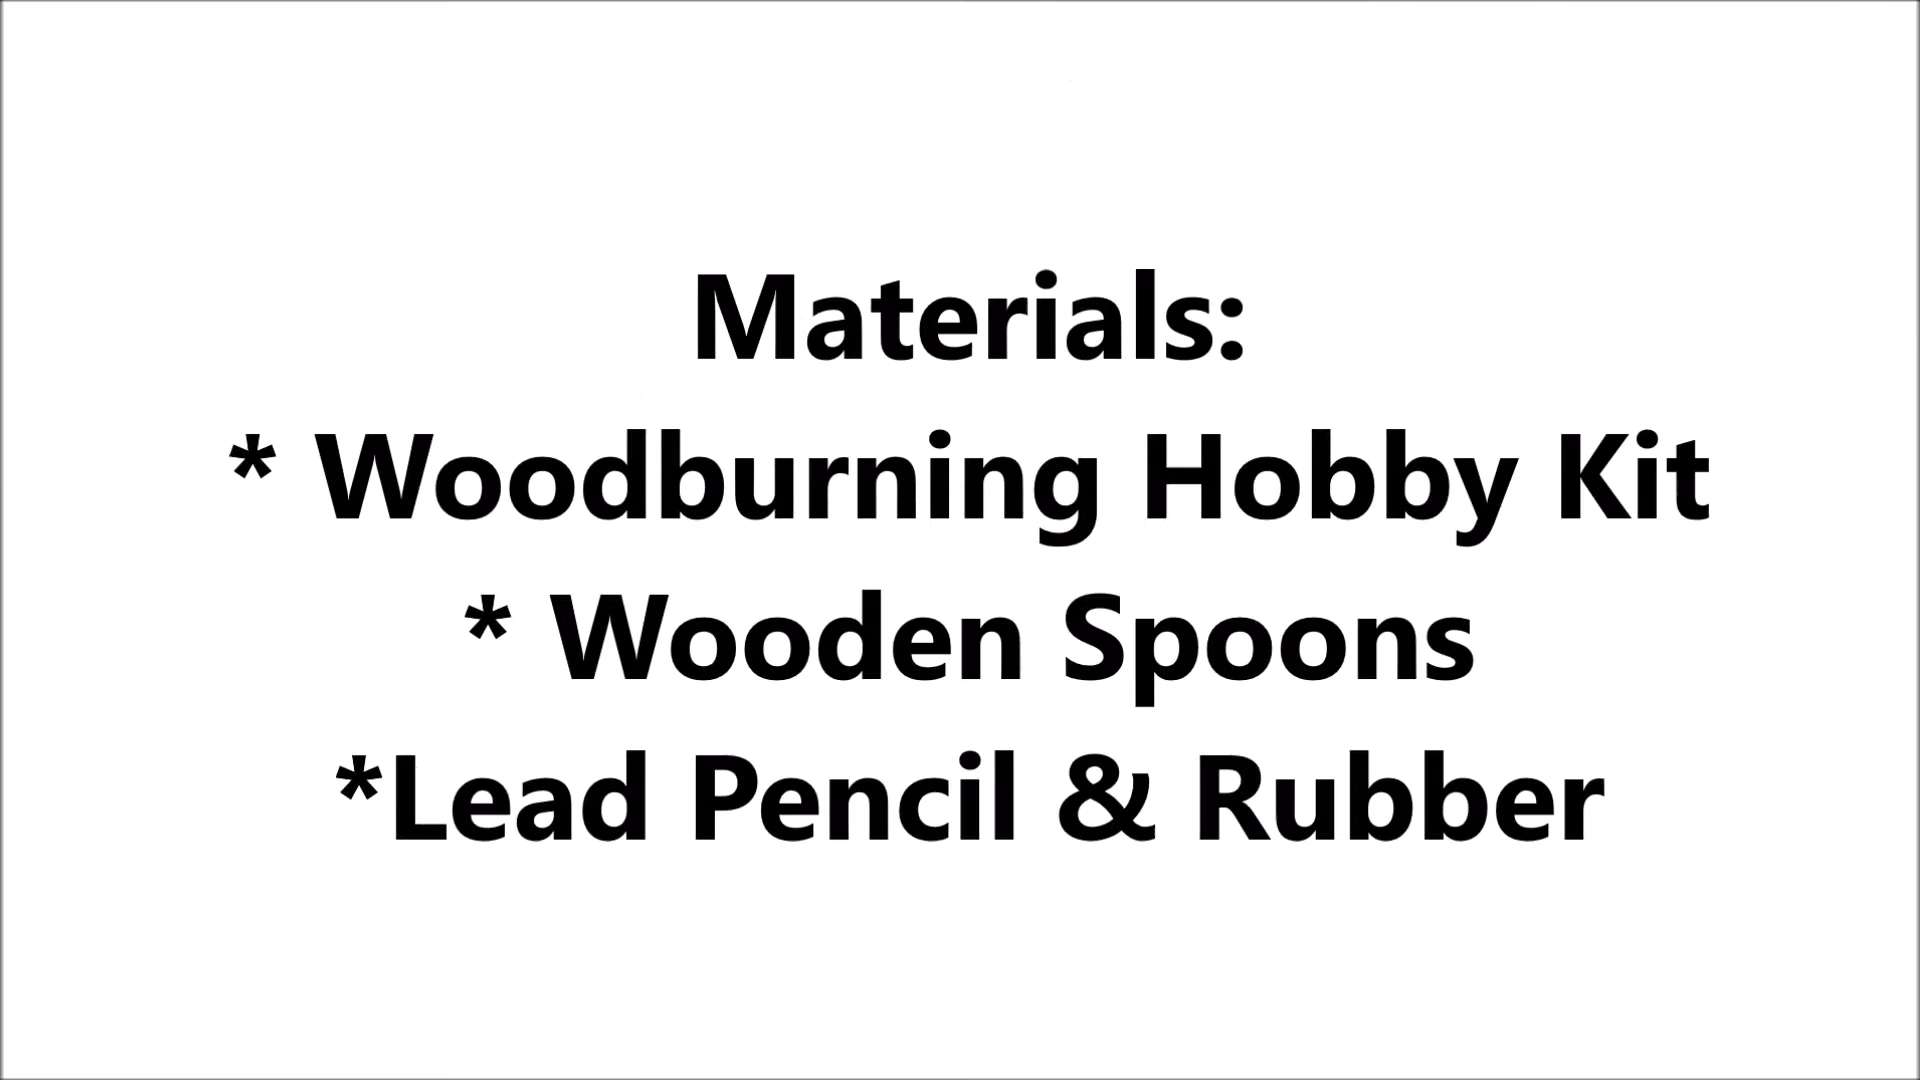 Materials:
* Woodburning Hobby Kit
* Wooden Spoons
*Lead Pencil & Rubber